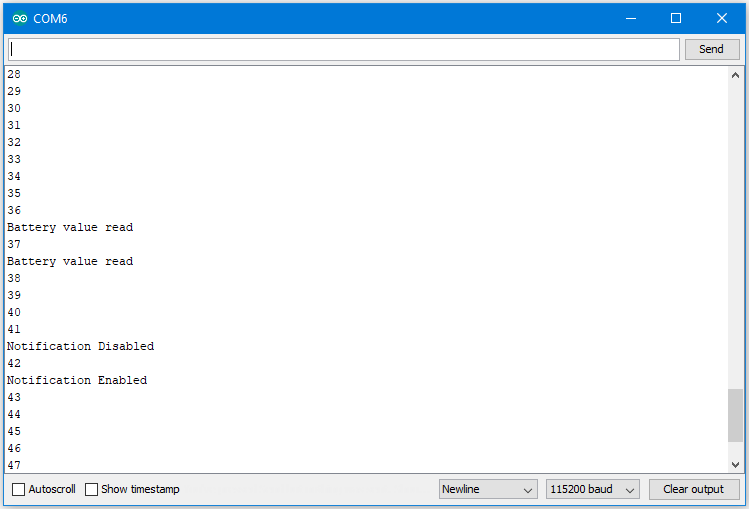 COM6
Send
28
29
30
31
32
33
34
35
36
Battery value read
37
Battery value read
38
39
40
41
Notification Disabled
42
Notification Enabled
43
44
45
46
47
Autoscroll Show timestamp Newline 115200 baud Clear output